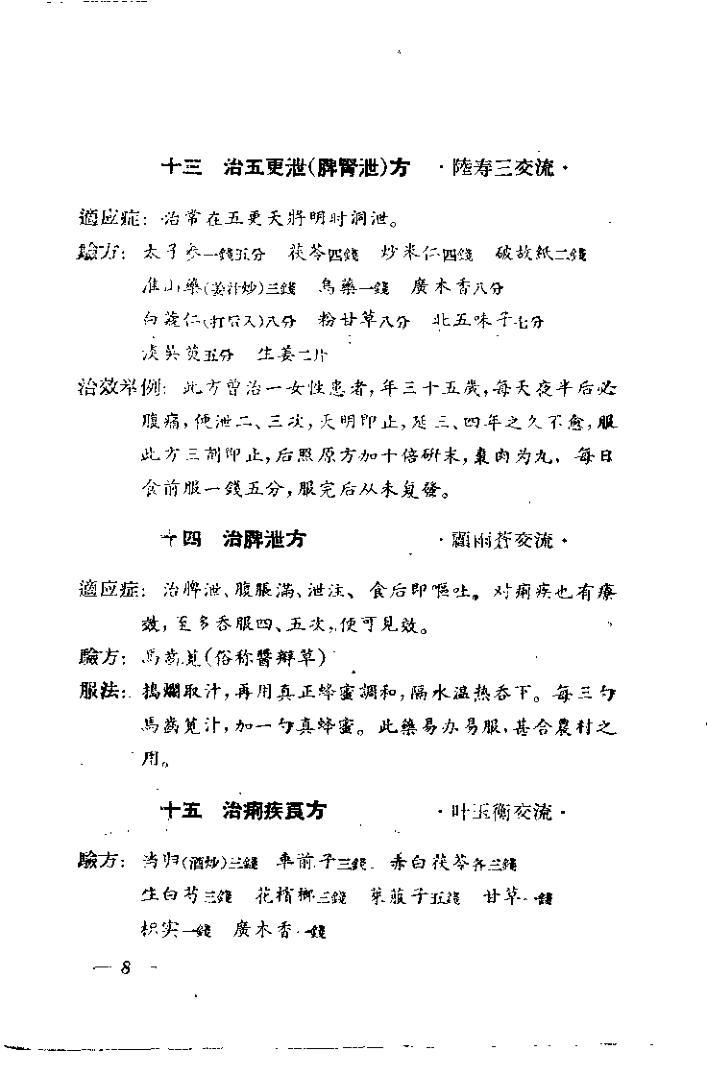 十三 治五更泄(脾腎泄)方 ·陸寿三交流·
適应症: 治常在五更天將明时洞泄。
驗方: 太子参一錢五分 茯苓四錢 炒米仁四錢 破故紙二錢
准山藥(姜汁炒)三錢 烏藥一錢 廣木香八分
白蔻仁(打后入)八分 粉甘草八分 北五味子七分
淡吳萸五分 生姜二片
治效举例: 此方曾治一女性患者,年三十五歲,每天夜半后必
腹痛,便泄二、三次,天明即止,延三、四年之久不愈,服
此方三剂即止,后照原方加十倍研末,棗肉为丸,每日
食前服一錢五分,服完后从未复發。
十四 治脾泄方 ·顧雨蒼交流·
適应症: 治脾泄、腹脹滿、泄注、食后即嘔吐。对痢疾也有療
效,至多吞服四、五次,便可見效。
驗方: 馬齒莧(俗称醬辩草)
服法: 搗爛取汁,再用真正蜂蜜調和,隔水溫热吞下。每三勺
馬齒莧汁,加一勺真蜂蜜。此藥易办易服,甚合農村之
用。
十五 治痢疾良方 ·叶玉衡交流·
驗方: 当归(酒炒)三錢 車前子三錢 赤白茯苓各三錢
生白芍三錢 花檳榔三錢 萊菔子五錢 甘草一錢
枳实一錢 廣木香一錢
— 8 -